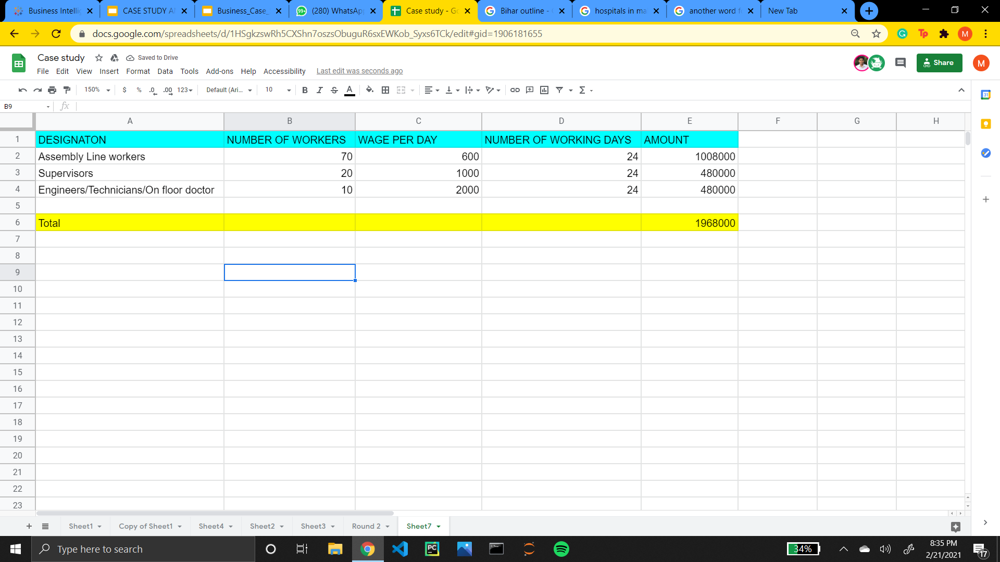 Business Intellig
CASE STUDY A
Business_Case_
(280) WhatsApp
Case study - Go
Bihar outline -
hospitals in ma
another word f
New Tab
docs.google.com/spreadsheets/d/1HSgkzswRh5CXShn7oszsObuguR6sxEWKob_Syxs6TCk/edit#gid=1906181655
Case study
Saved to Drive
File Edit View Insert Format Data Tools Add-ons Help Accessibility Last edit was seconds ago
Share
M
150% $ % .0 .00 123 Default (Ari... 10 B I S A
B9 fx
A B C D E F G H
1 DESIGNATON NUMBER OF WORKERS WAGE PER DAY NUMBER OF WORKING DAYS AMOUNT
2 Assembly Line workers 70 600 24 1008000
3 Supervisors 20 1000 24 480000
4 Engineers/Technicians/On floor doctor 10 2000 24 480000
5
6 Total 1968000
7
8
9
10
11
12
13
14
15
16
17
18
19
20
21
22
23
Sheet1 Copy of Sheet1 Sheet4 Sheet2 Sheet3 Round 2 Sheet7
Type here to search
34%
8:35 PM
2/21/2021
17